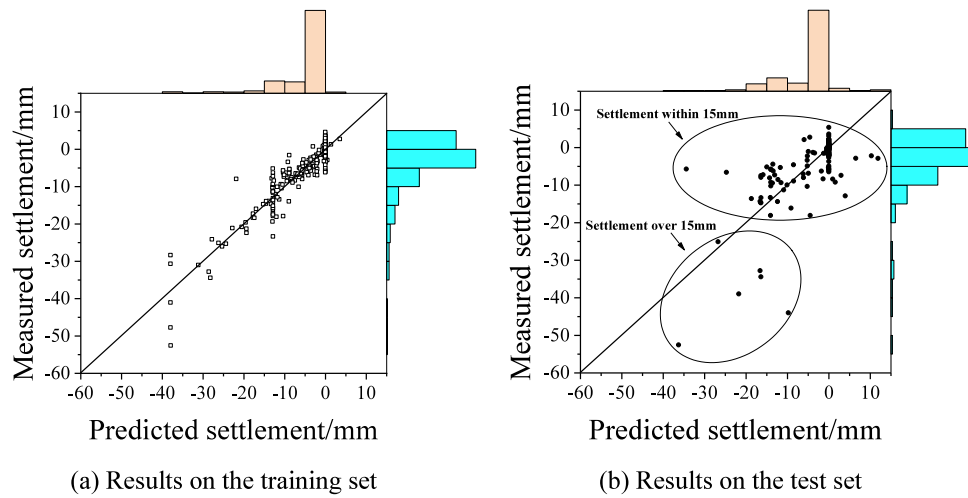 10
0
-10
-20
-30
-40
-50
-60
Measured settlement/mm
-60 -50 -40 -30 -20 -10 0 10
Predicted settlement/mm
(a) Results on the training set
10
0
-10
-20
-30
-40
-50
-60
Measured settlement/mm
Settlement within 15mm
Settlement over 15mm
-60 -50 -40 -30 -20 -10 0 10
Predicted settlement/mm
(b) Results on the test set